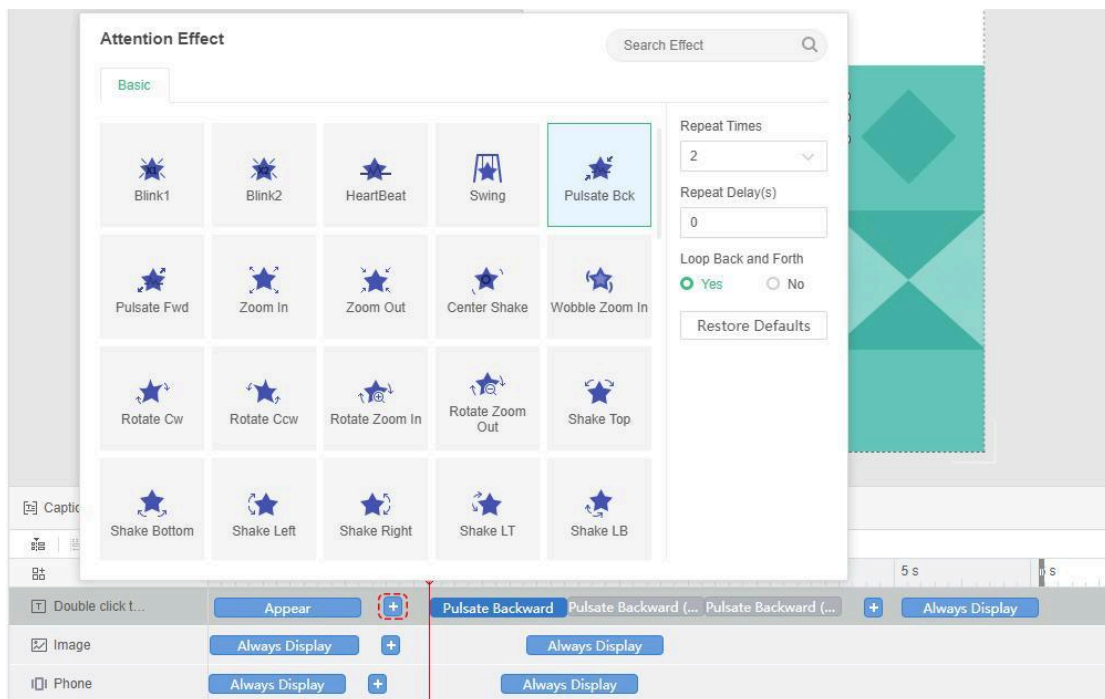 Attention Effect
Search Effect
Basic
Blink1
Blink2
HeartBeat
Swing
Pulsate Bck
Pulsate Fwd
Zoom In
Zoom Out
Center Shake
Wobble Zoom In
Rotate Cw
Rotate Ccw
Rotate Zoom In
Rotate Zoom
Out
Shake Top
Shake Bottom
Shake Left
Shake Right
Shake LT
Shake LB
Repeat Times
2
Repeat Delay(s)
0
Loop Back and Forth
Yes No
Restore Defaults
5 s
Double click t...
Appear
Pulsate Backward
Pulsate Backward (...
Pulsate Backward (...
Always Display
Image
Always Display
Always Display
Phone
Always Display
Always Display